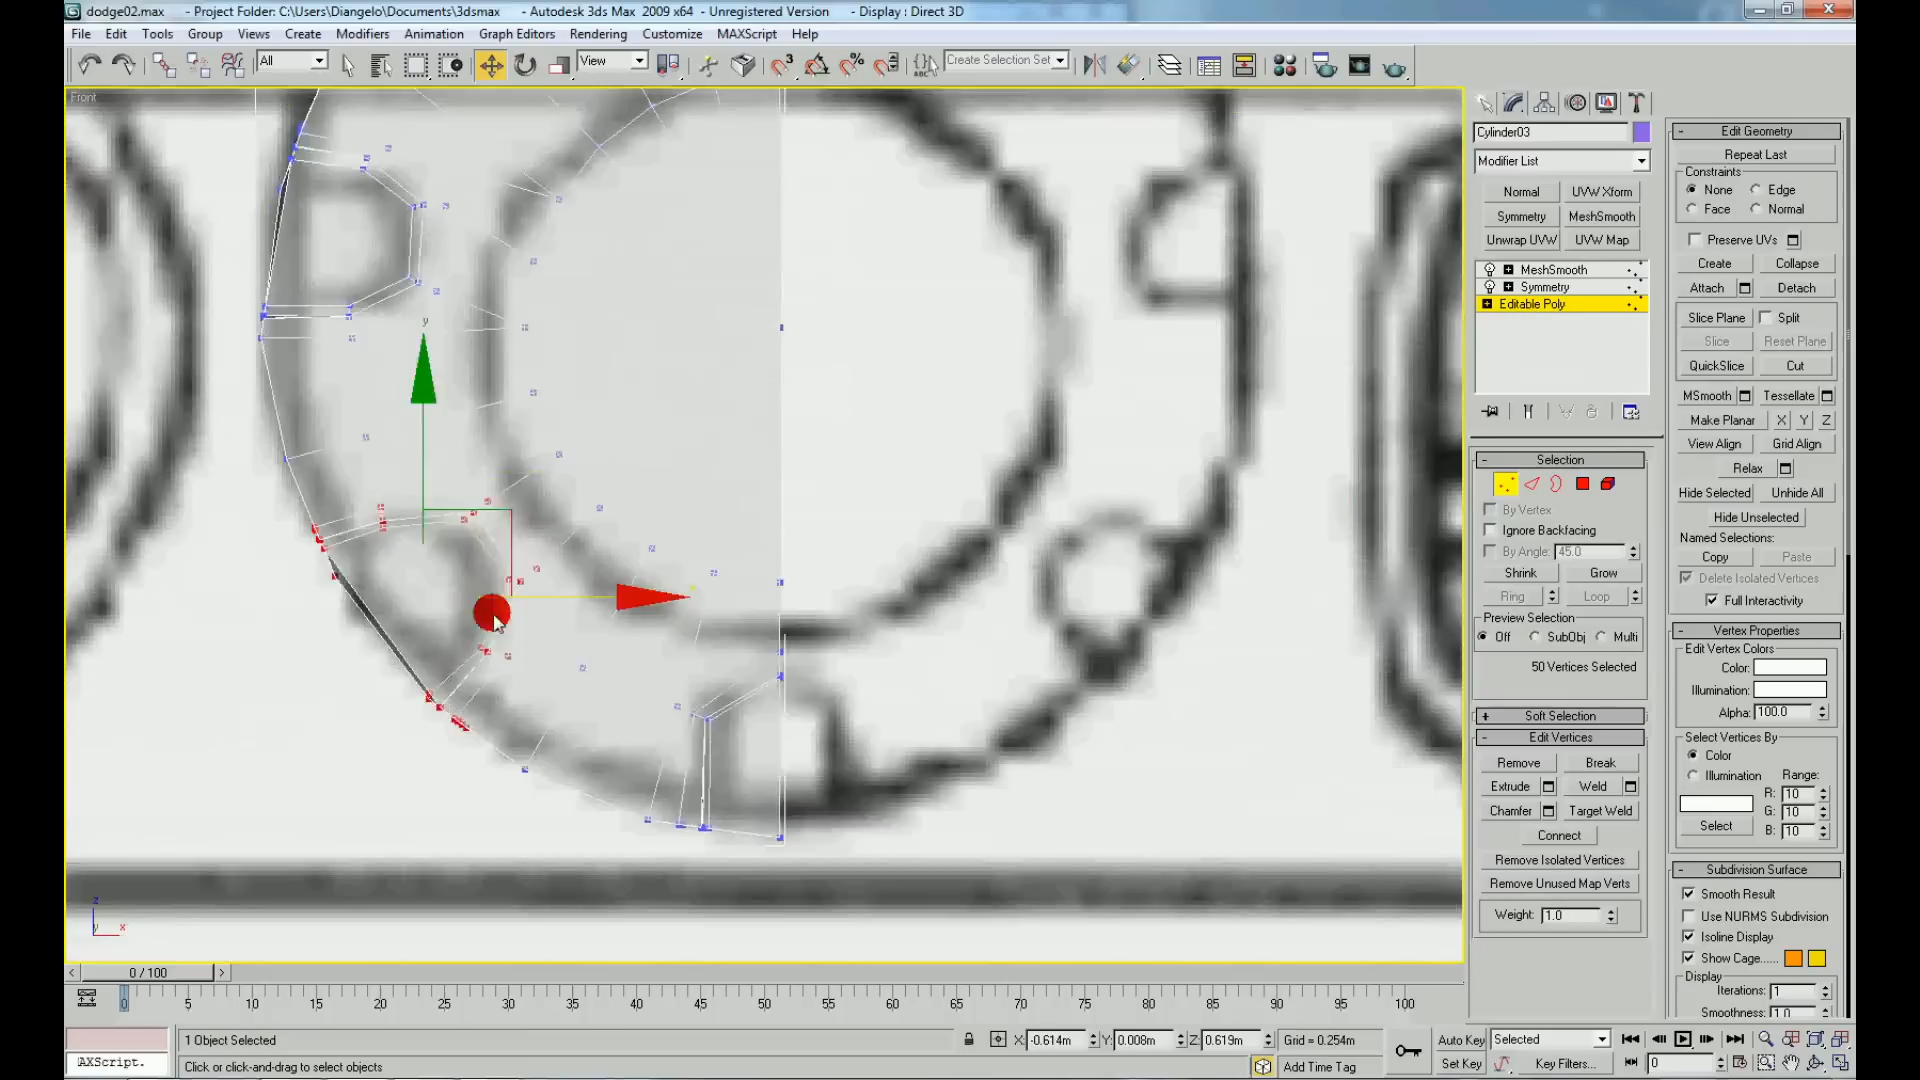 dodge02.max - Project Folder: C:\Users\Diangelo\Documents\3dsmax - Autodesk 3ds Max 2009 x64 - Unregistered Version - Display : Direct 3D
File Edit Tools Group Views Create Modifiers Animation Graph Editors Rendering Customize MAXScript Help
All View Create Selection Set
Front
Cylinder03
Modifier List
Normal UVW Xform
Symmetry MeshSmooth
Unwrap UVW UVW Map
MeshSmooth
Symmetry
Editable Poly
Selection
By Vertex
Ignore Backfacing
By Angle: 45.0
Shrink Grow
Ring Loop
Preview Selection
Off SubObj Multi
50 Vertices Selected
Soft Selection
Edit Vertices
Remove Break
Extrude Weld
Chamfer Target Weld
Connect
Remove Isolated Vertices
Remove Unused Map Verts
Weight: 1.0
Edit Geometry
Repeat Last
Constraints
None Edge
Face Normal
Preserve UVs
Create Collapse
Attach Detach
Slice Plane Split
Slice Reset Plane
QuickSlice Cut
MSmooth Tessellate
Make Planar X Y Z
View Align Grid Align
Relax
Hide Selected Unhide All
Hide Unselected
Named Selections:
Copy Paste
Delete Isolated Vertices
Full Interactivity
Vertex Properties
Edit Vertex Colors
Color:
Illumination:
Alpha: 100.0
Select Vertices By
Color
Illumination Range:
R: 10
G: 10
Select B: 10
Subdivision Surface
Smooth Result
Use NURMS Subdivision
Isoline Display
Show Cage......
Display
Iterations: 1
Smoothness: 1.0
y
z
y x
< 0 / 100 >
0 5 10 15 20 25 30 35 40 45 50 55 60 65 70 75 80 85 90 95 100
1 Object Selected X: -0.614m Y: 0.008m Z: 0.619m Grid = 0.254m Auto Key Selected
AXScript. Click or click-and-drag to select objects Add Time Tag Set Key Key Filters... 0